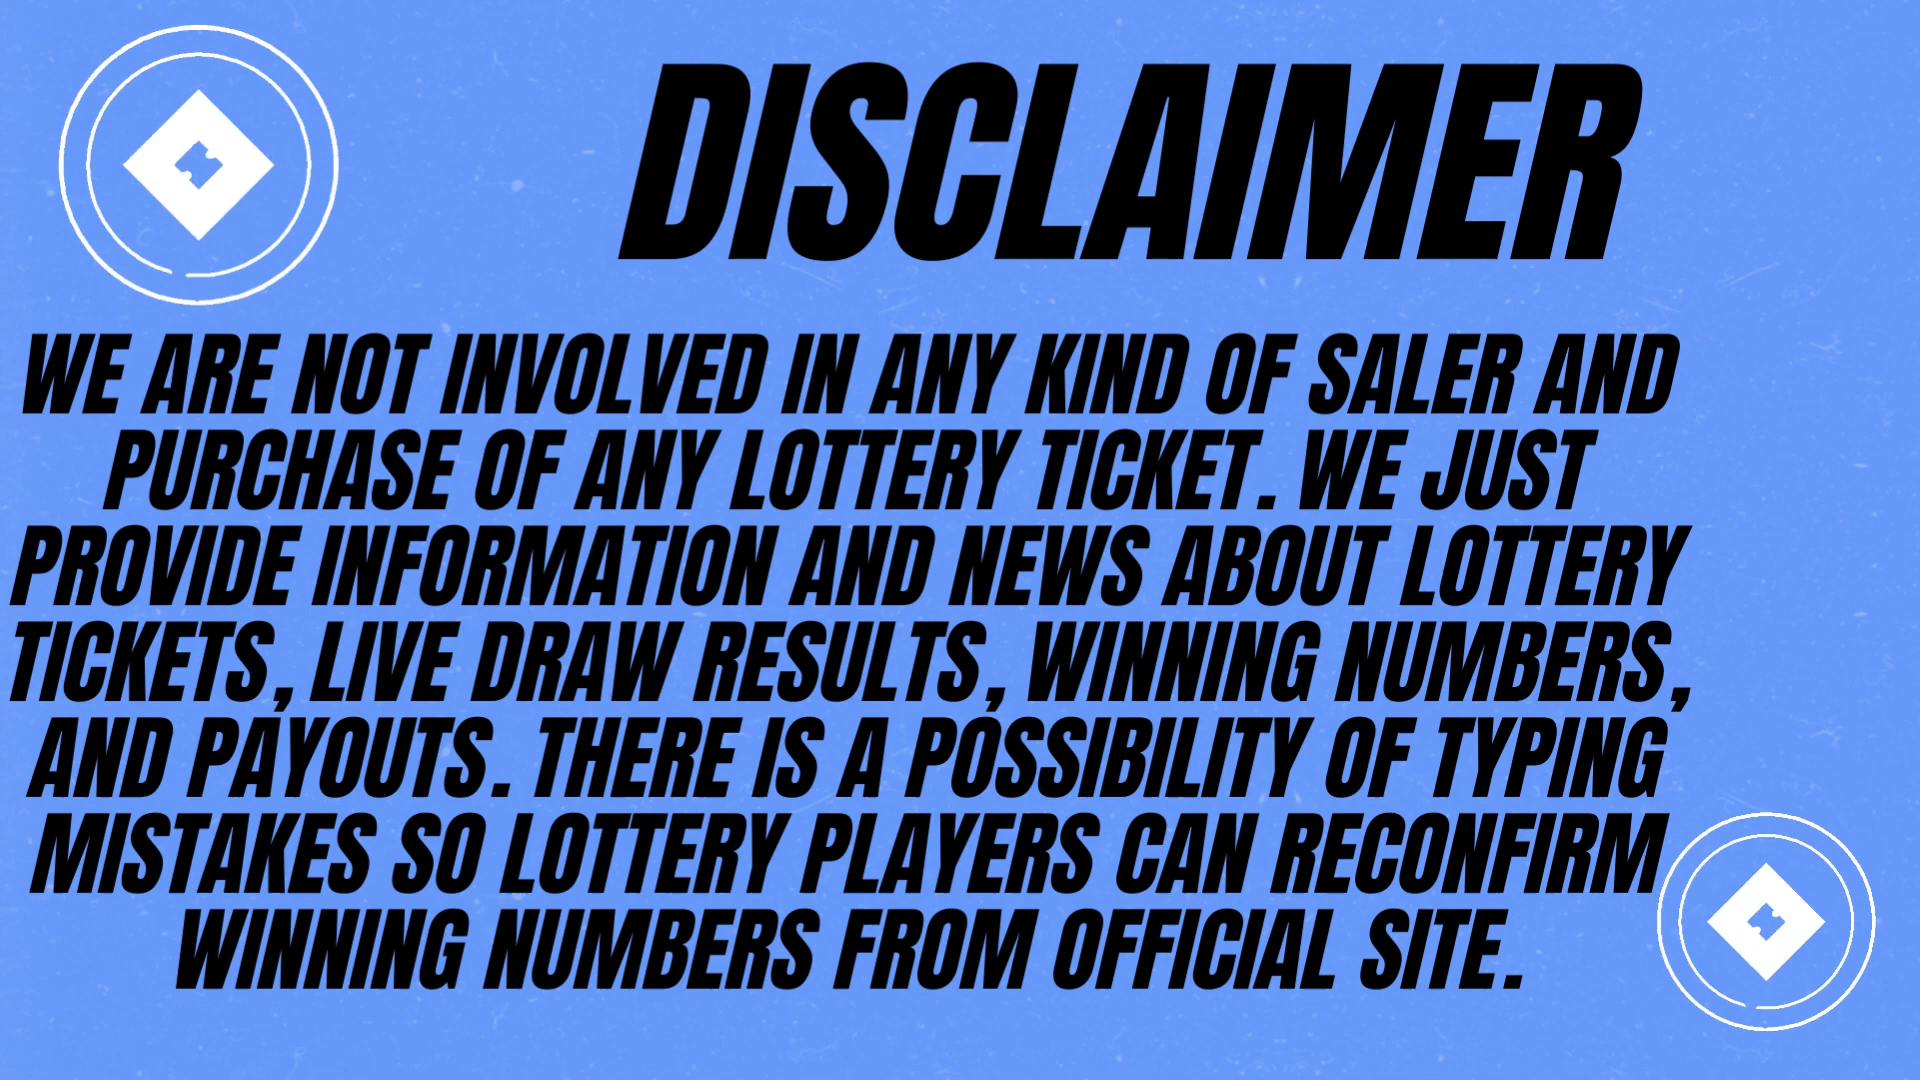 DISCLAIMER
WE ARE NOT INVOLVED IN ANY KIND OF SALER AND
PURCHASE OF ANY LOTTERY TICKET. WE JUST
PROVIDE INFORMATION AND NEWS ABOUT LOTTERY
TICKETS, LIVE DRAW RESULTS, WINNING NUMBERS,
AND PAYOUTS. THERE IS A POSSIBILITY OF TYPING
MISTAKES SO LOTTERY PLAYERS CAN RECONFIRM
WINNING NUMBERS FROM OFFICIAL SITE.